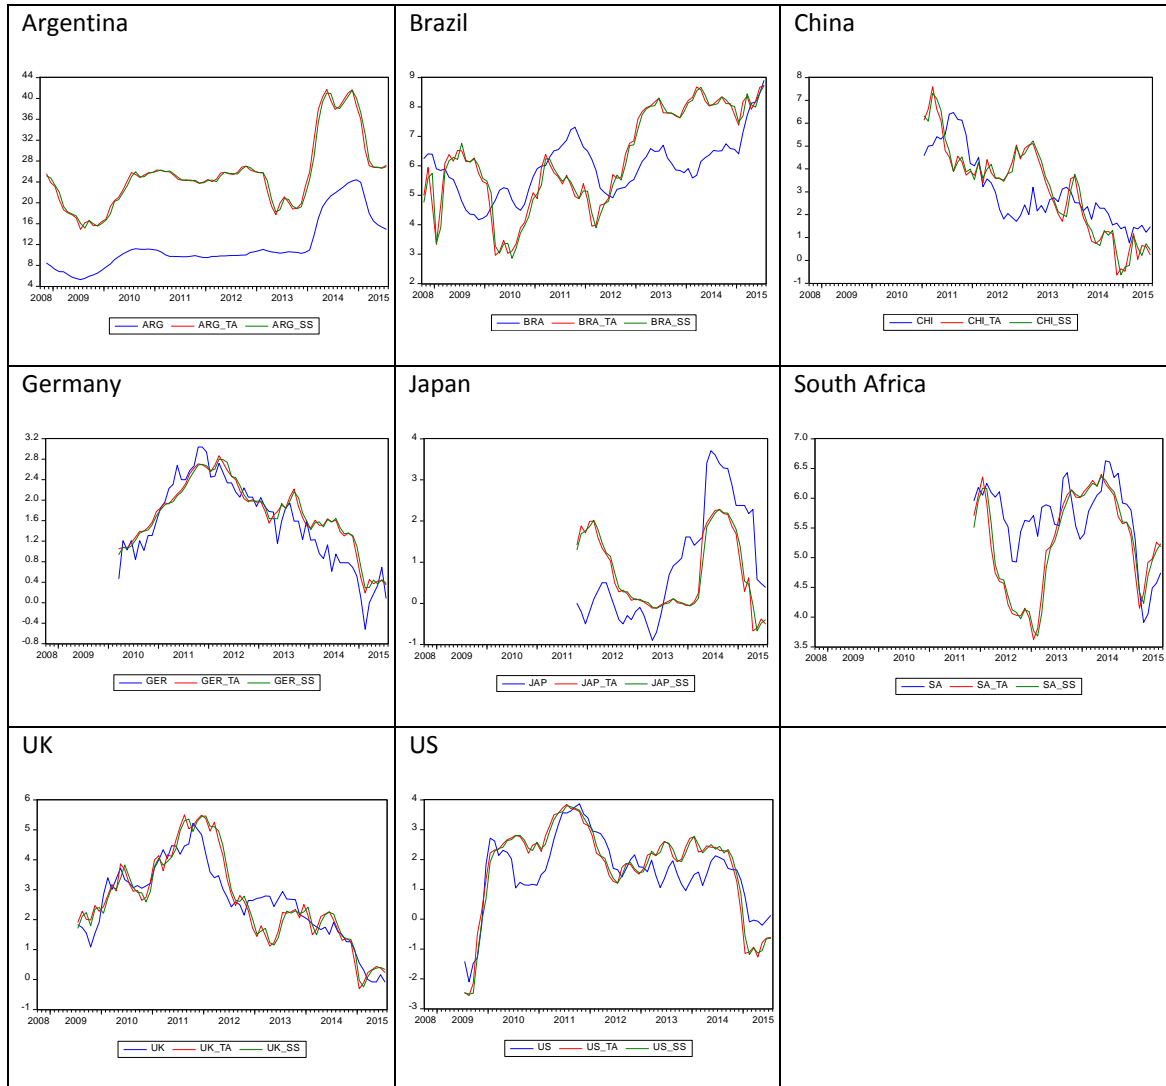 Argentina
44
40
36
32
28
24
20
16
12
8
4
2008 2009 2010 2011 2012 2013 2014 2015
ARG ARG_TA ARG_SS
Brazil
9
8
7
6
5
4
3
2
2008 2009 2010 2011 2012 2013 2014 2015
BRA BRA_TA BRA_SS
China
8
7
6
5
4
3
2
1
0
-1
2008 2009 2010 2011 2012 2013 2014 2015
CHI CHI_TA CHI_SS
Germany
3.2
2.8
2.4
2.0
1.6
1.2
0.8
0.4
0.0
-0.4
-0.8
2008 2009 2010 2011 2012 2013 2014 2015
GER GER_TA GER_SS
Japan
4
3
2
1
0
-1
2008 2009 2010 2011 2012 2013 2014 2015
JAP JAP_TA JAP_SS
South Africa
7.0
6.5
6.0
5.5
5.0
4.5
4.0
3.5
2008 2009 2010 2011 2012 2013 2014 2015
SA SA_TA SA_SS
UK
6
5
4
3
2
1
0
-1
2008 2009 2010 2011 2012 2013 2014 2015
UK UK_TA UK_SS
US
4
3
2
1
0
-1
-2
-3
2008 2009 2010 2011 2012 2013 2014 2015
US US_TA US_SS